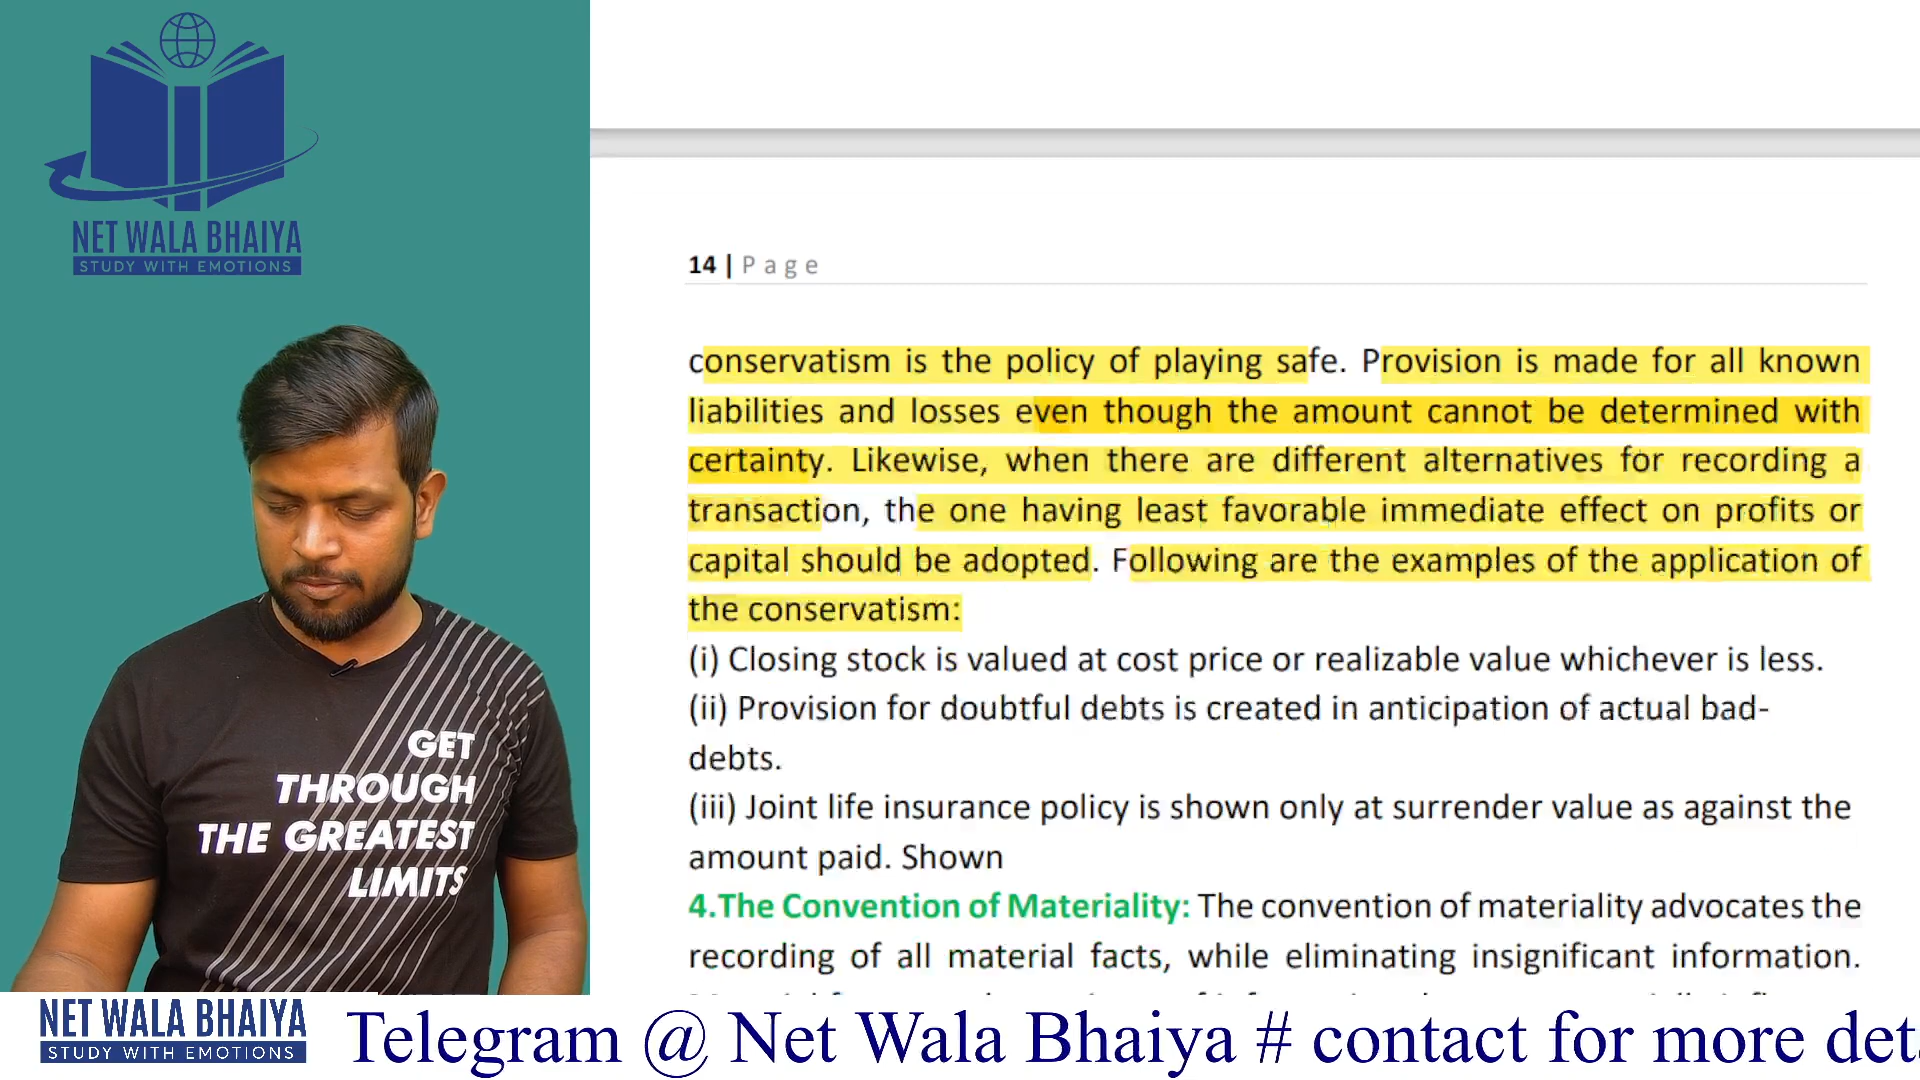 NET WALA BHAIYA
STUDY WITH EMOTIONS
GET
THROUGH
THE GREATEST
LIMITS
14 | Page
conservatism is the policy of playing safe. Provision is made for all known
liabilities and losses even though the amount cannot be determined with
certainty. Likewise, when there are different alternatives for recording a
transaction, the one having least favorable immediate effect on profits or
capital should be adopted. Following are the examples of the application of
the conservatism:
(i) Closing stock is valued at cost price or realizable value whichever is less.
(ii) Provision for doubtful debts is created in anticipation of actual bad-
debts.
(iii) Joint life insurance policy is shown only at surrender value as against the
amount paid. Shown
4.The Convention of Materiality: The convention of materiality advocates the
recording of all material facts, while eliminating insignificant information.
NET WALA BHAIYA
STUDY WITH EMOTIONS
Telegram @ Net Wala Bhaiya # contact for more